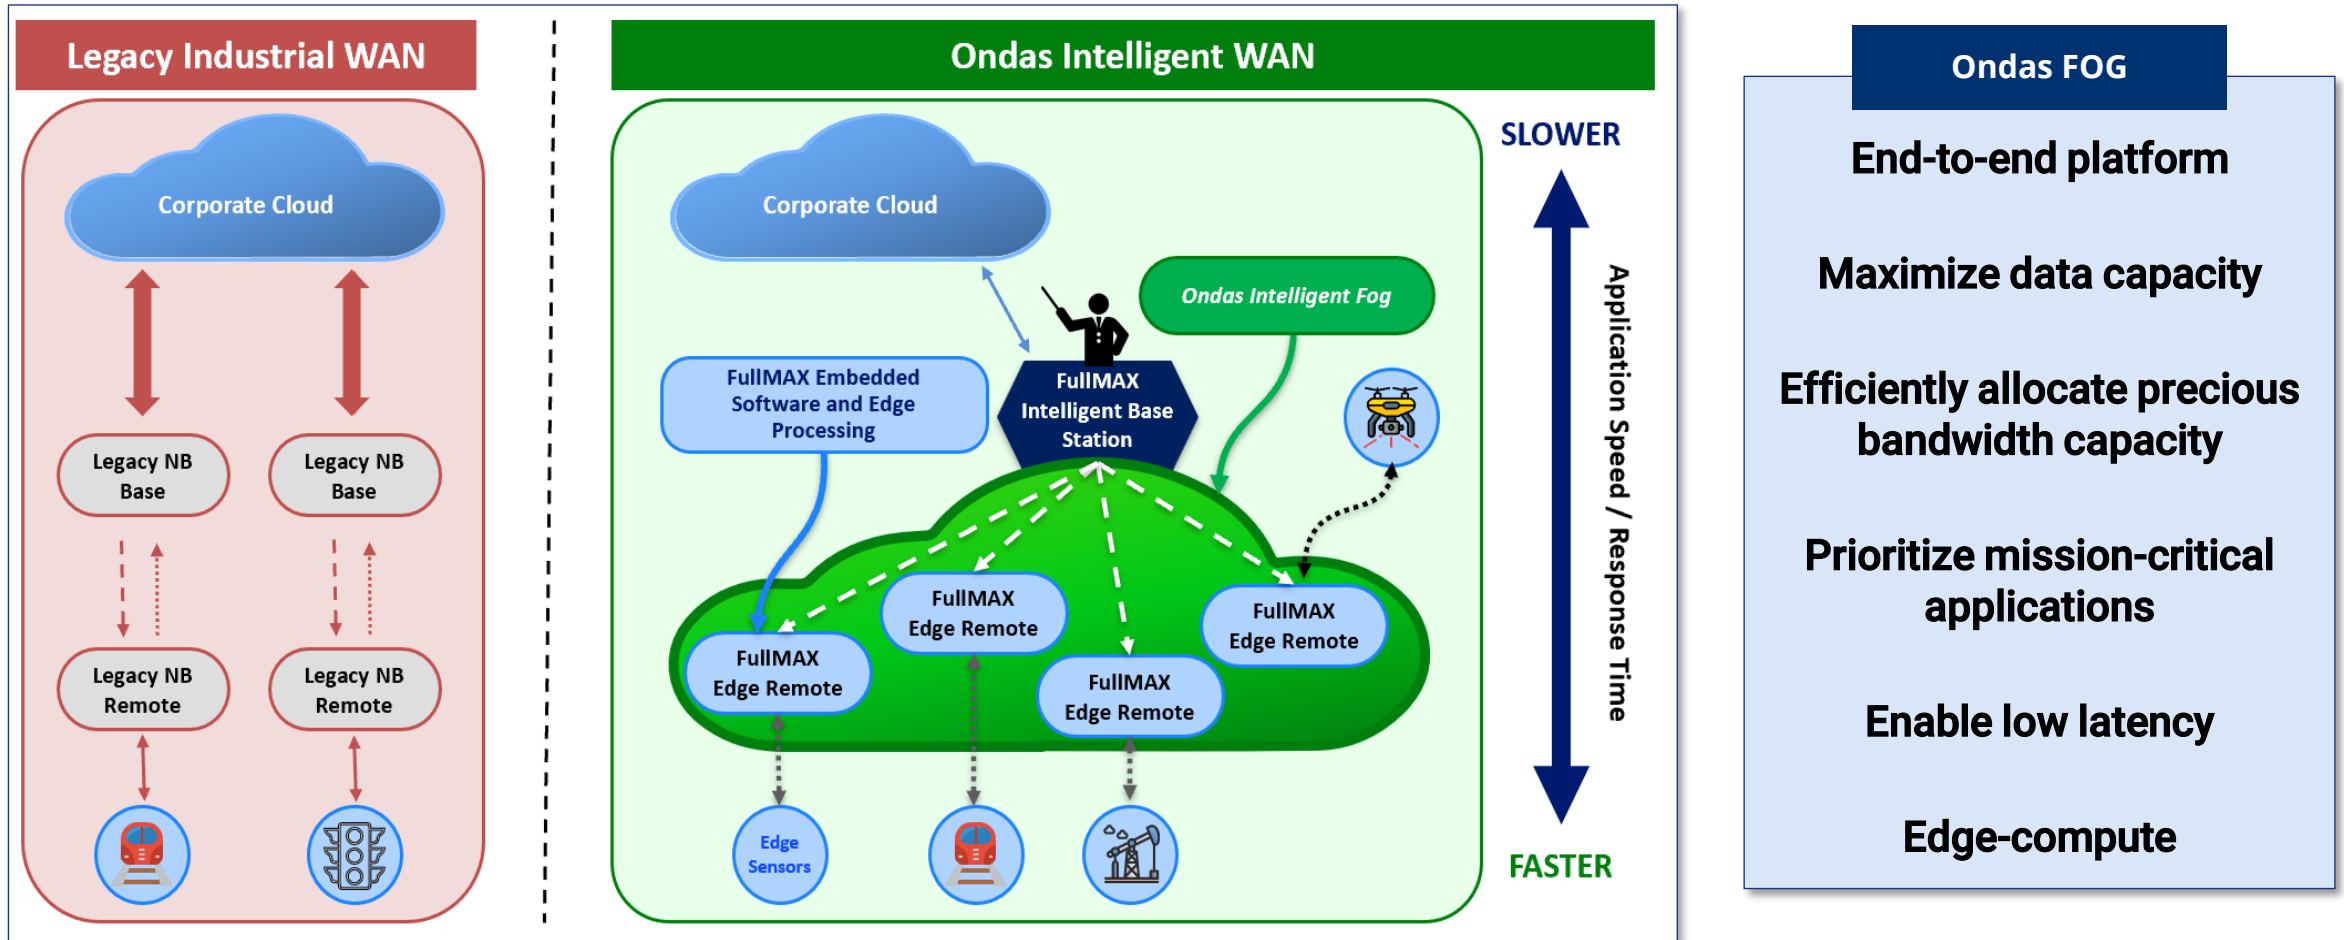 Legacy Industrial WAN
Corporate Cloud
Legacy NB
Base
Legacy NB
Base
Legacy NB
Remote
Legacy NB
Remote
Ondas Intelligent WAN
Corporate Cloud
Ondas Intelligent Fog
FullMAX Embedded
Software and Edge
Processing
FullMAX
Intelligent Base
Station
FullMAX
Edge Remote
FullMAX
Edge Remote
FullMAX
Edge Remote
FullMAX
Edge Remote
Edge
Sensors
SLOWER
Application Speed / Response Time
FASTER
Ondas FOG
End-to-end platform
Maximize data capacity
Efficiently allocate precious
bandwidth capacity
Prioritize mission-critical
applications
Enable low latency
Edge-compute